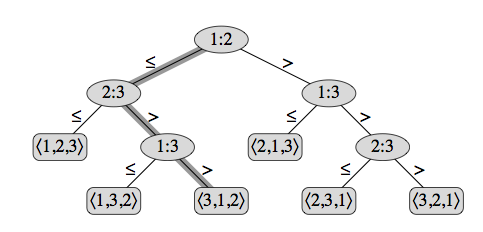 1:2
≤ >
2:3 1:3
≤ > ≤ >
⟨1,2,3⟩ 1:3 ⟨2,1,3⟩ 2:3
≤ > ≤ >
⟨1,3,2⟩ ⟨3,1,2⟩ ⟨2,3,1⟩ ⟨3,2,1⟩